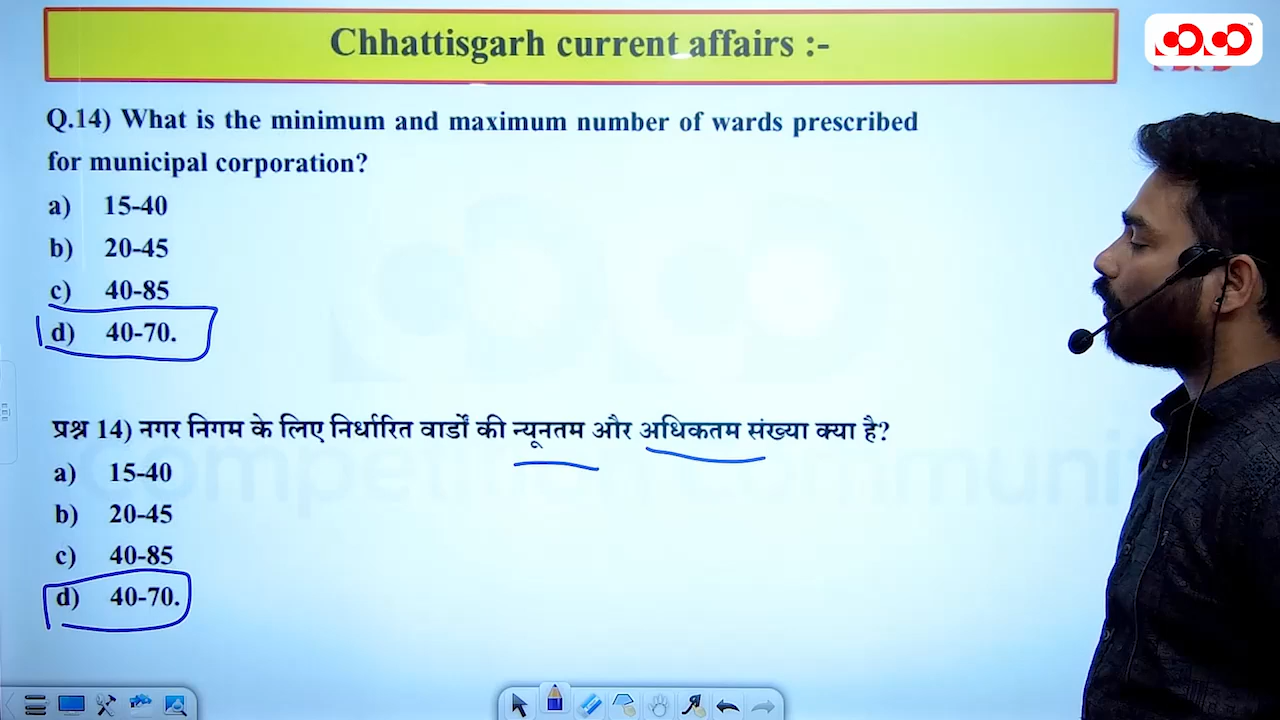 Chhattisgarh current affairs :-
Q.14) What is the minimum and maximum number of wards prescribed
for municipal corporation?
a) 15-40
b) 20-45
c) 40-85
d) 40-70.
प्रश्न 14) नगर निगम के लिए निर्धारित वार्डों की न्यूनतम और अधिकतम संख्या क्या है?
a) 15-40
b) 20-45
c) 40-85
d) 40-70.